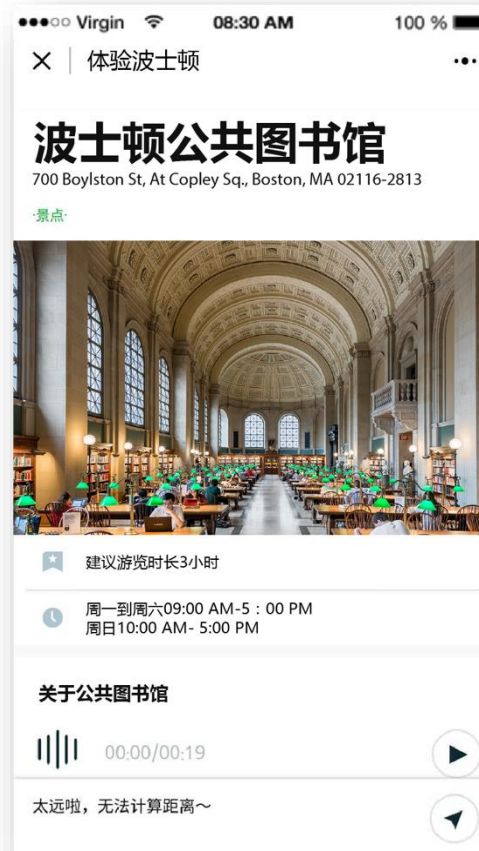 Virgin 08:30 AM 100 %
体验波士顿
波士顿公共图书馆
700 Boylston St, At Copley Sq., Boston, MA 02116-2813
·景点·
建议游览时长3小时
周一到周六09:00 AM-5：00 PM
周日10:00 AM- 5:00 PM
关于公共图书馆
00:00/00:19
太远啦，无法计算距离～